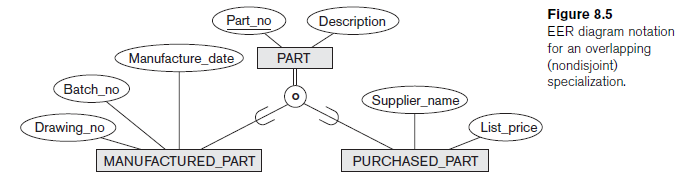 Part_no
Description
Figure 8.5
EER diagram notation
for an overlapping
(nondisjoint)
specialization.
Manufacture_date
PART
Batch_no
o
Supplier_name
Drawing_no
List_price
MANUFACTURED_PART
PURCHASED_PART